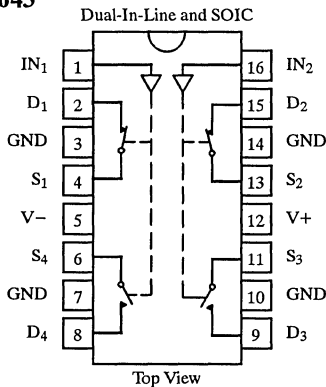 Dual-In-Line and SOIC
IN₁ 1 16 IN₂
D₁ 2 15 D₂
GND 3 14 GND
S₁ 4 13 S₂
V− 5 12 V+
S₄ 6 11 S₃
GND 7 10 GND
D₄ 8 9 D₃
Top View